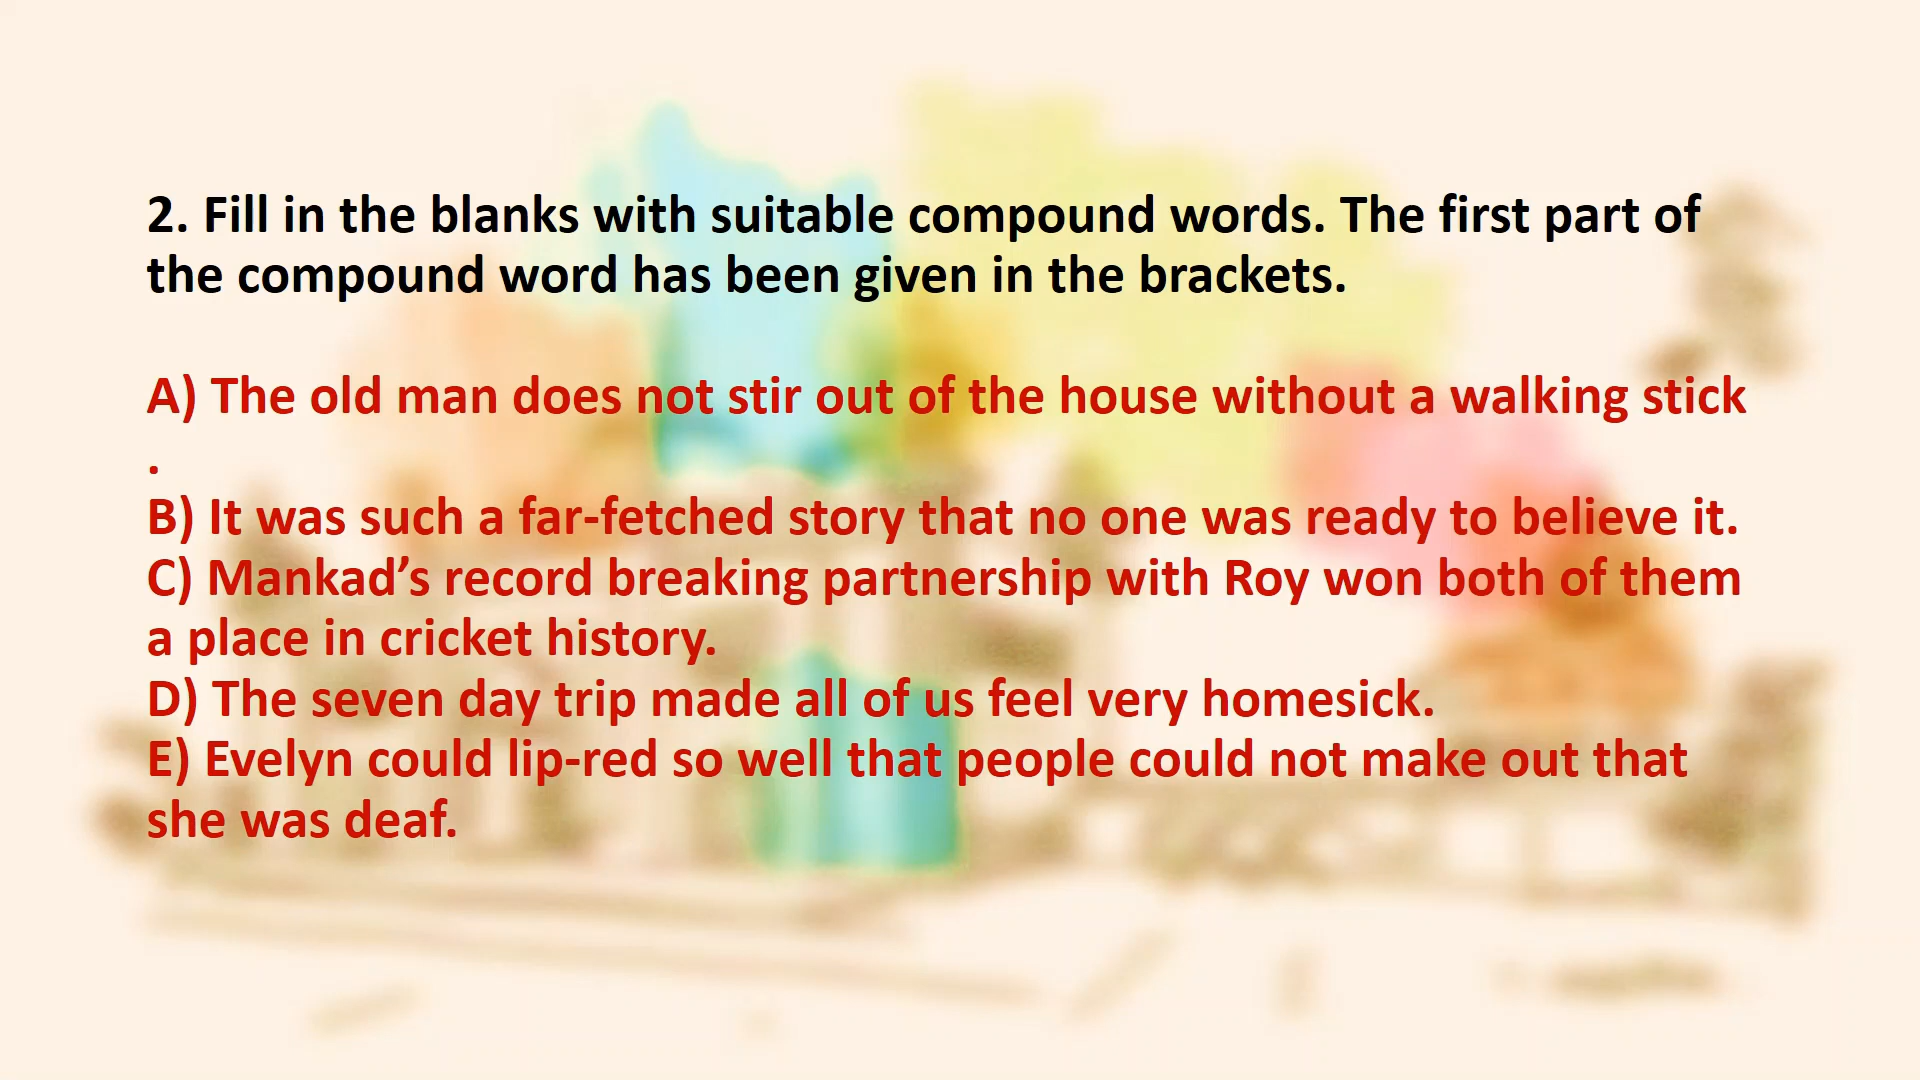 2. Fill in the blanks with suitable compound words. The first part of
the compound word has been given in the brackets.
A) The old man does not stir out of the house without a walking stick
.
B) It was such a far-fetched story that no one was ready to believe it.
C) Mankad’s record breaking partnership with Roy won both of them
a place in cricket history.
D) The seven day trip made all of us feel very homesick.
E) Evelyn could lip-red so well that people could not make out that
she was deaf.